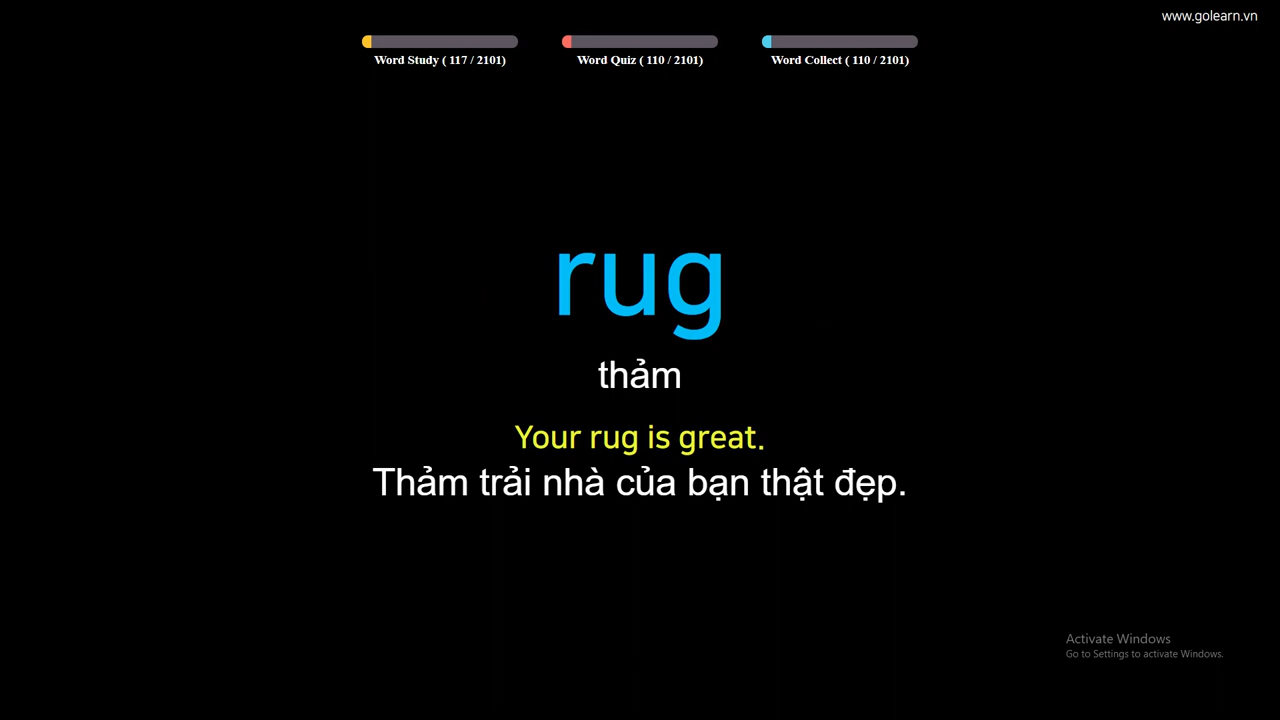 www.golearn.vn
Word Study ( 117 / 2101)
Word Quiz ( 110 / 2101)
Word Collect ( 110 / 2101)
rug
thảm
Your rug is great.
Thảm trải nhà của bạn thật đẹp.
Activate Windows
Go to Settings to activate Windows.